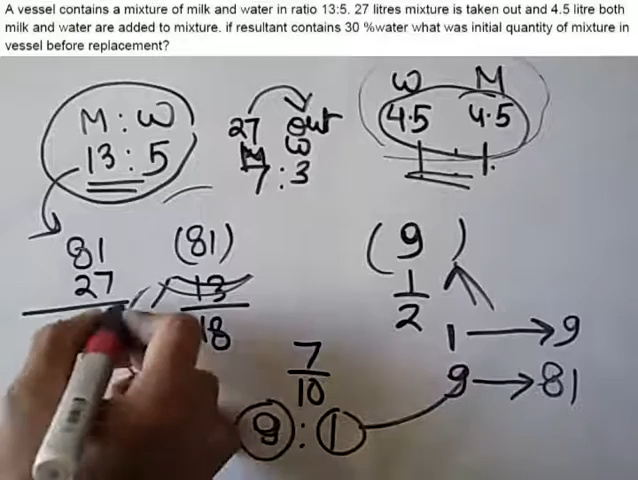 A vessel contains a mixture of milk and water in ratio 13:5. 27 litres mixture is taken out and 4.5 litre both
milk and water are added to mixture. if resultant contains 30 %water what was initial quantity of mixture in
vessel before replacement?
M : W
13 : 5
27 out
M W
7 : 3
W M
4.5 4.5
1 1
81
27
(81)
13
18
(9)
1
2
1 → 9
9 → 81
7
10
9 : 1